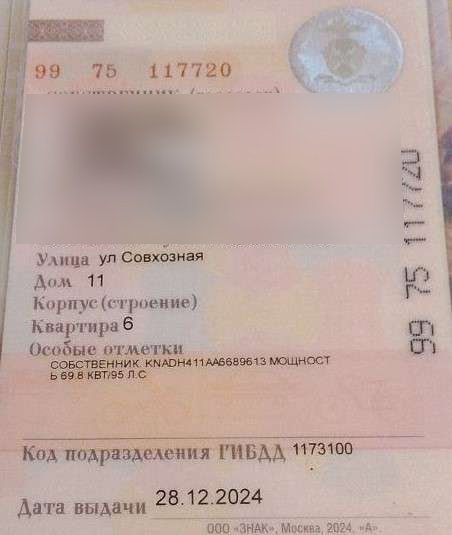 99 75 117720
СОБСТВЕННИК
Улица ул Совхозная
Дом 11
Корпус (строение)
Квартира 6
Особые отметки
СОБСТВЕННИК. KNADH411AA6689613 МОЩНОСТ
Ь 69.8 КВТ/95 Л.С
Код подразделения ГИБДД 1173100
Дата выдачи 28.12.2024
ООО «ЗНАК», Москва, 2024, «А».
99 75 117720